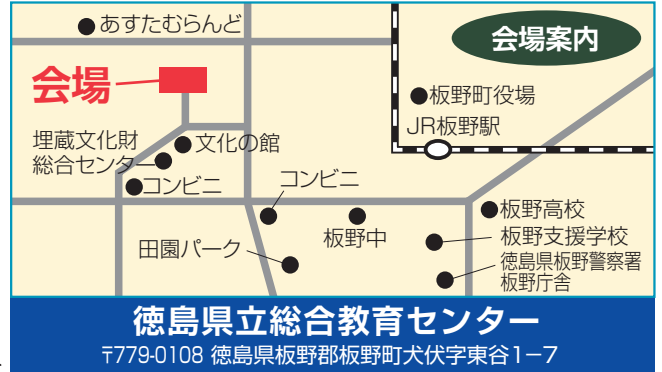 あすたむらんど
会場案内
会場
板野町役場
JR板野駅
埋蔵文化財
総合センター
文化の館
コンビニ
コンビニ
板野高校
板野中
板野支援学校
田園パーク
徳島県板野警察署
板野庁舎
徳島県立総合教育センター
〒779-0108 徳島県板野郡板野町犬伏字東谷1−7